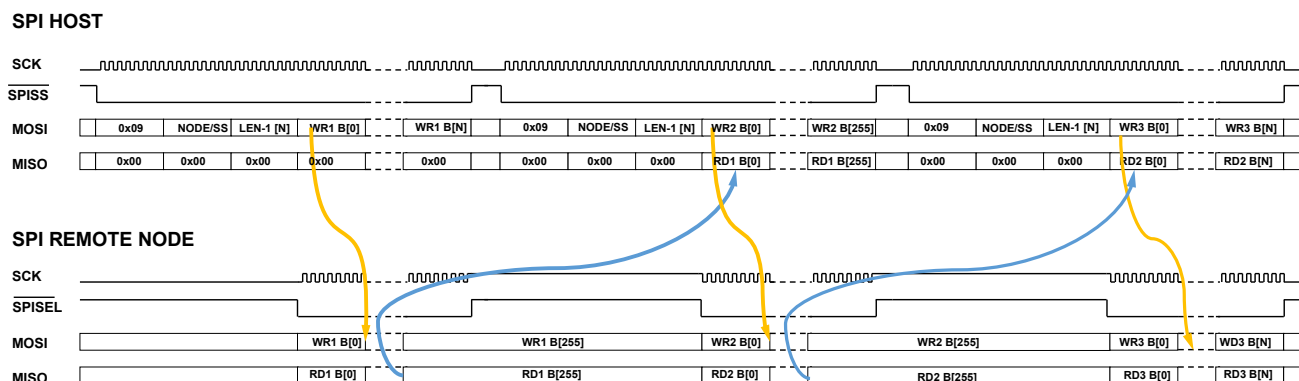 SPI HOST
SCK
SPISS
MOSI 0x09 NODE/SS LEN-1 [N] WR1 B[0] WR1 B[N] 0x09 NODE/SS LEN-1 [N] WR2 B[0] WR2 B[255] 0x09 NODE/SS LEN-1 [N] WR3 B[0] WR3 B[N]
MISO 0x00 0x00 0x00 0x00 0x00 0x00 0x00 0x00 RD1 B[0] RD1 B[255] 0x00 0x00 0x00 RD2 B[0] RD2 B[N]
SPI REMOTE NODE
SCK
SPISEL
MOSI WR1 B[0] WR1 B[255] WR2 B[0] WR2 B[255] WR3 B[0] WD3 B[N]
MISO RD1 B[0] RD1 B[255] RD2 B[0] RD2 B[255] RD3 B[0] RD3 B[N]